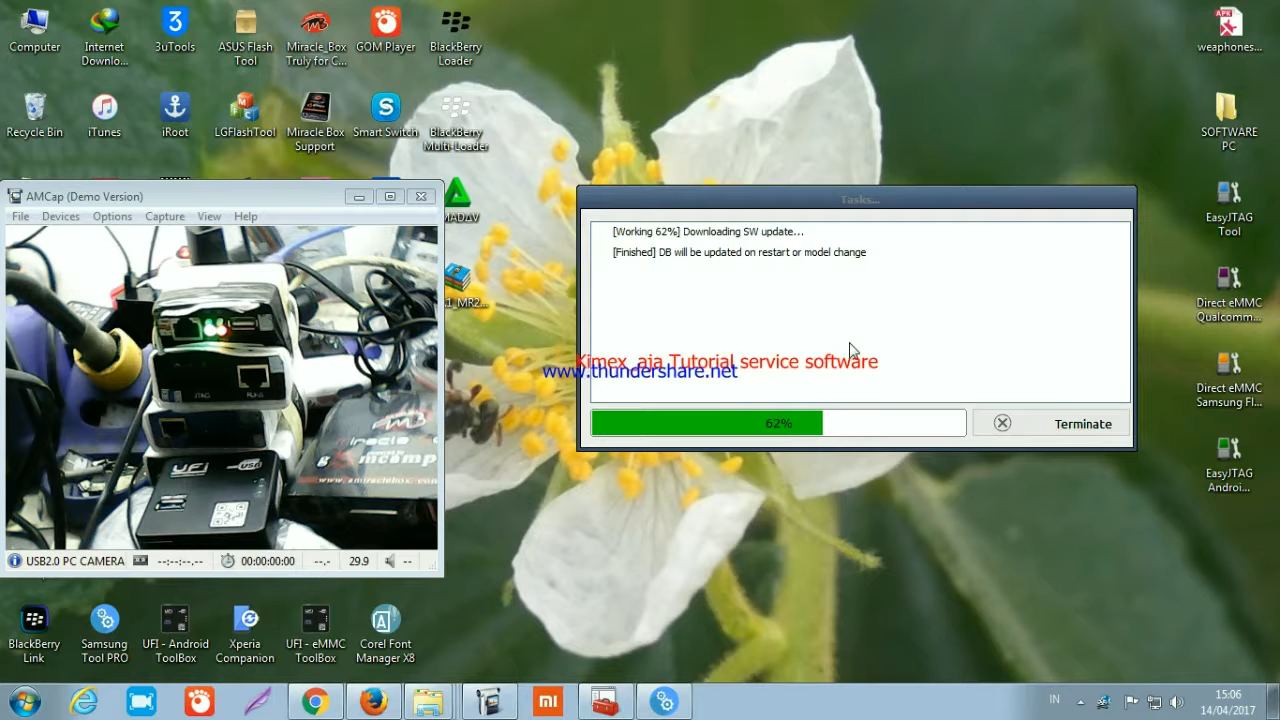 Computer
Internet
Downlo...
3uTools
ASUS Flash
Tool
Miracle_Box
Truly for C...
GOM Player
BlackBerry
Loader
weaphones...
Recycle Bin
iTunes
iRoot
LGFlashTool
Miracle Box
Support
Smart Switch
BlackBerry
Multi-Loader
SOFTWARE
PC
AMCap (Demo Version)
File Devices Options Capture View Help
Tasks...
[Working 62%] Downloading SW update...
[Finished] DB will be updated on restart or model change
Kimex_aja Tutorial service software
www.thundershare.net
62%
Terminate
EasyJTAG
Tool
Direct eMMC
Qualcomm...
Direct eMMC
Samsung Fl...
EasyJTAG
Androi...
UFI
USB
miracle
USB2.0 PC CAMERA --:--:--.-- 00:00:00:00 --.- 29.9 --
BlackBerry
Link
Samsung
Tool PRO
UFI - Android
ToolBox
Xperia
Companion
UFI - eMMC
ToolBox
Corel Font
Manager X8
IN
15:06
14/04/2017